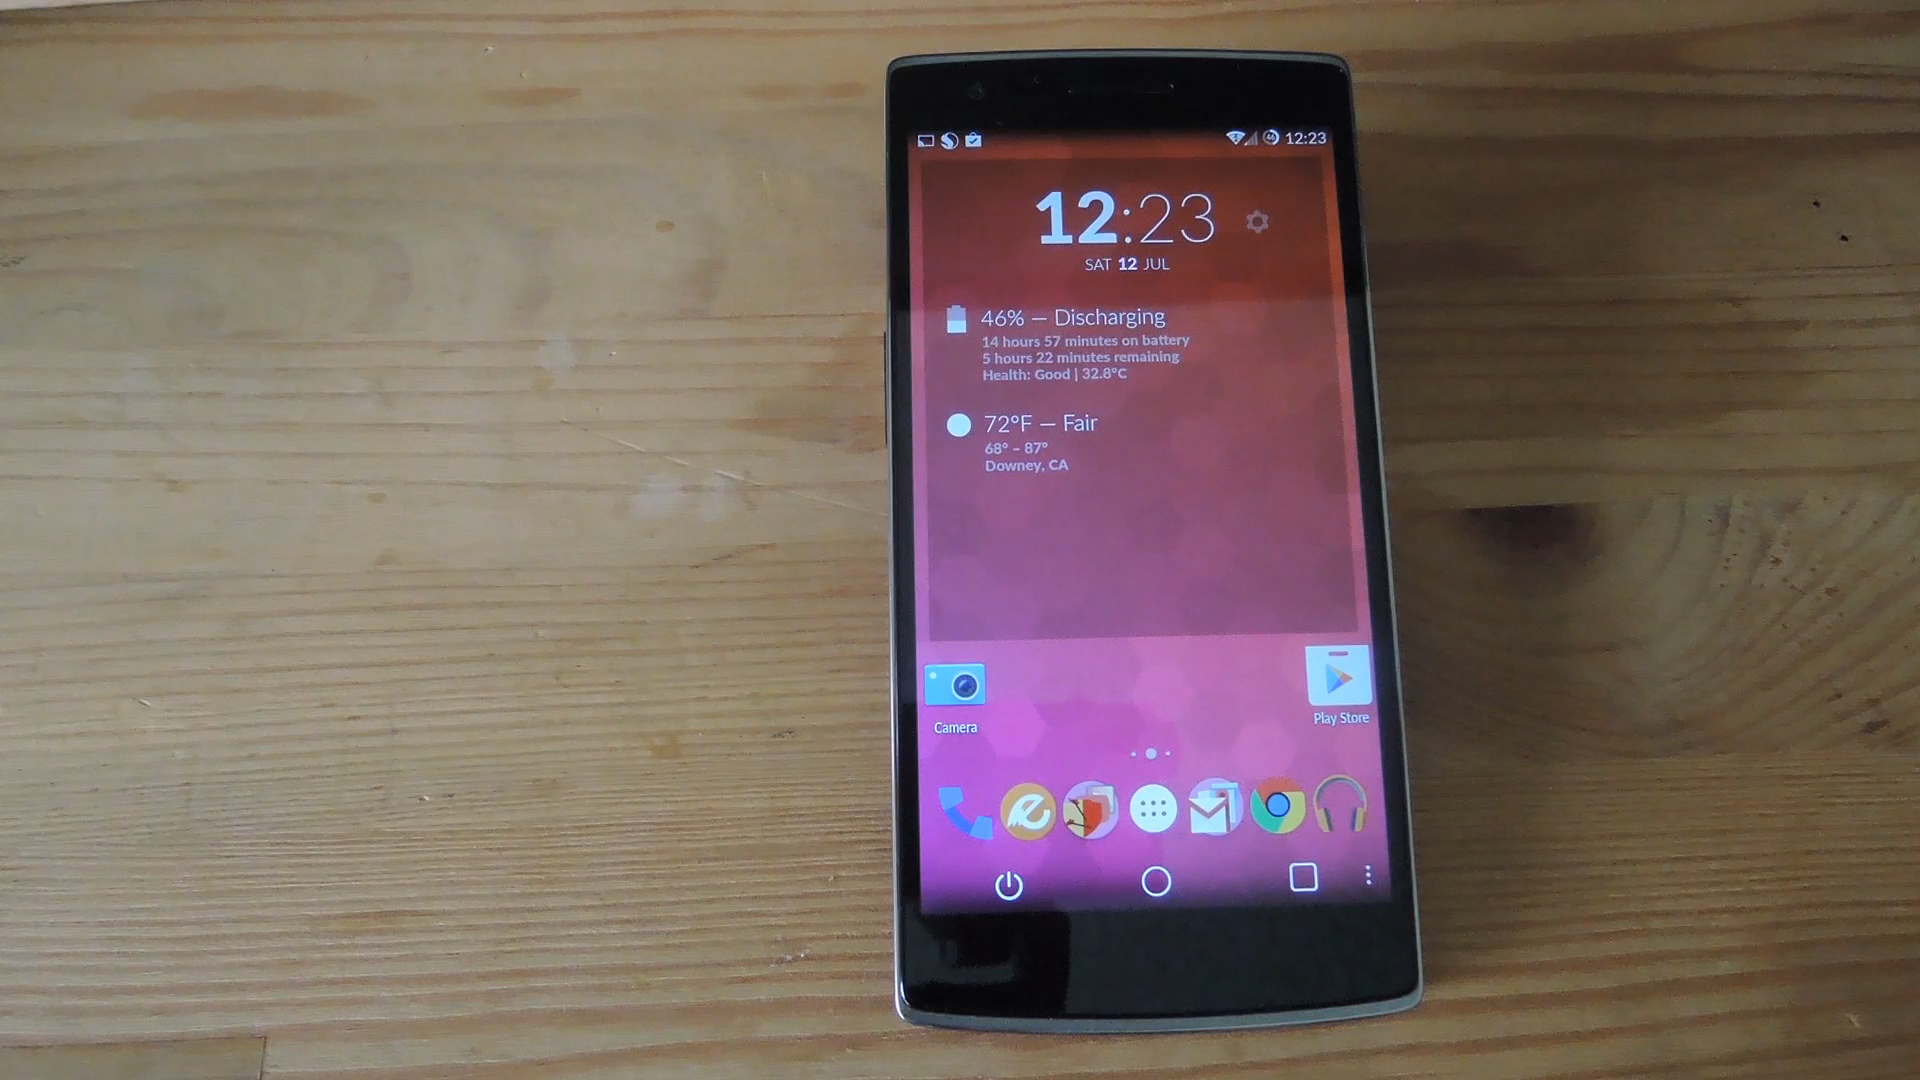 46 12:23
12:23
SAT 12 JUL
46% — Discharging
14 hours 57 minutes on battery
5 hours 22 minutes remaining
Health: Good | 32.8°C
72°F — Fair
68° – 87°
Downey, CA
Camera
Play Store